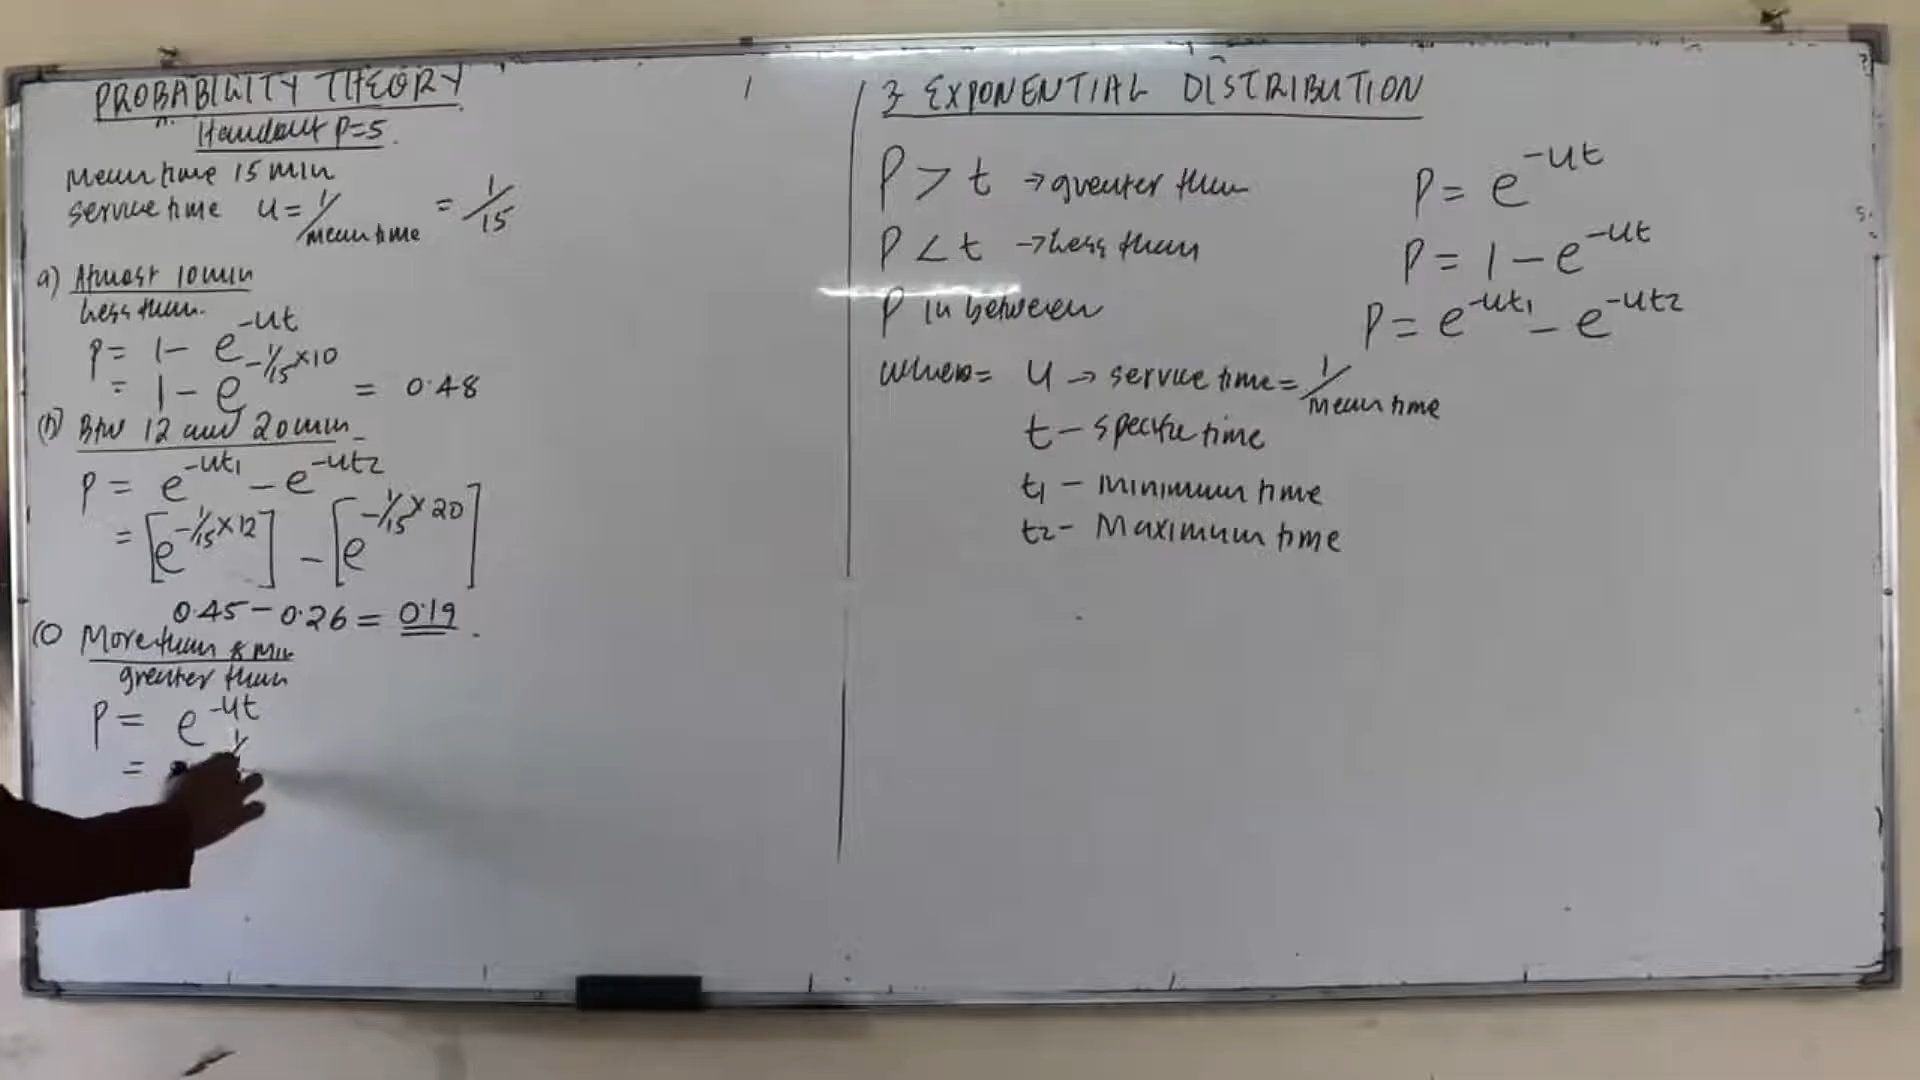 PROBABILITY THEORY
Handout P=5.
Mean time 15 min
service time u = 1/mean time = 1/15
a) Atmost 10min
Less than.
P = 1 - e^-ut
= 1 - e^-1/15 × 10 = 0.48
(b) Btw 12 and 20min
P = e^-ut1 - e^-ut2
= [e^-1/15 × 12] - [e^-1/15 × 20]
0.45 - 0.26 = 0.19.
(c) More than 8 Min
greater than
P = e^-ut
=
1
3 EXPONENTIAL DISTRIBUTION
P > t → greater than P = e^-ut
P < t → Less than P = 1 - e^-ut
P in between P = e^-ut1 - e^-ut2
where = u → service time = 1/mean time
t - specific time
t1 - minimum time
t2 - Maximum time